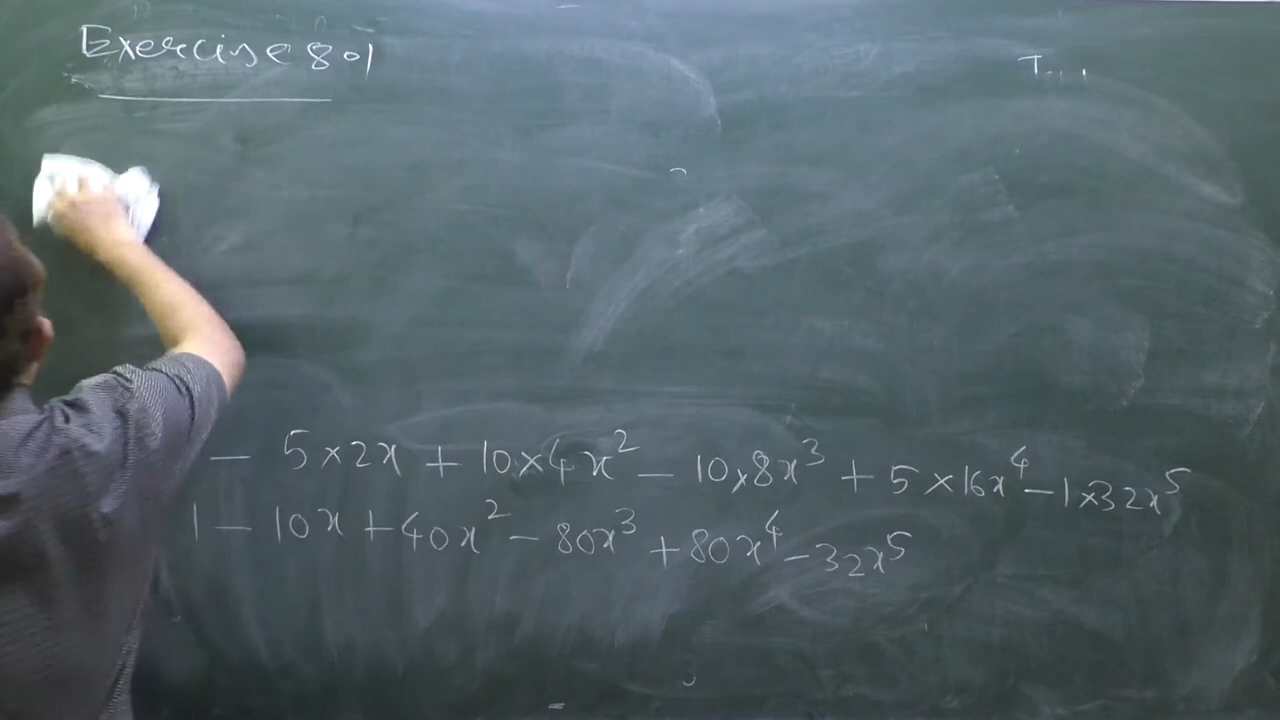 Exercise 8.1
− 5×2x + 10×4x² − 10×8x³ + 5×16x⁴ − 1×32x⁵
1 − 10x + 40x² − 80x³ + 80x⁴ − 32x⁵